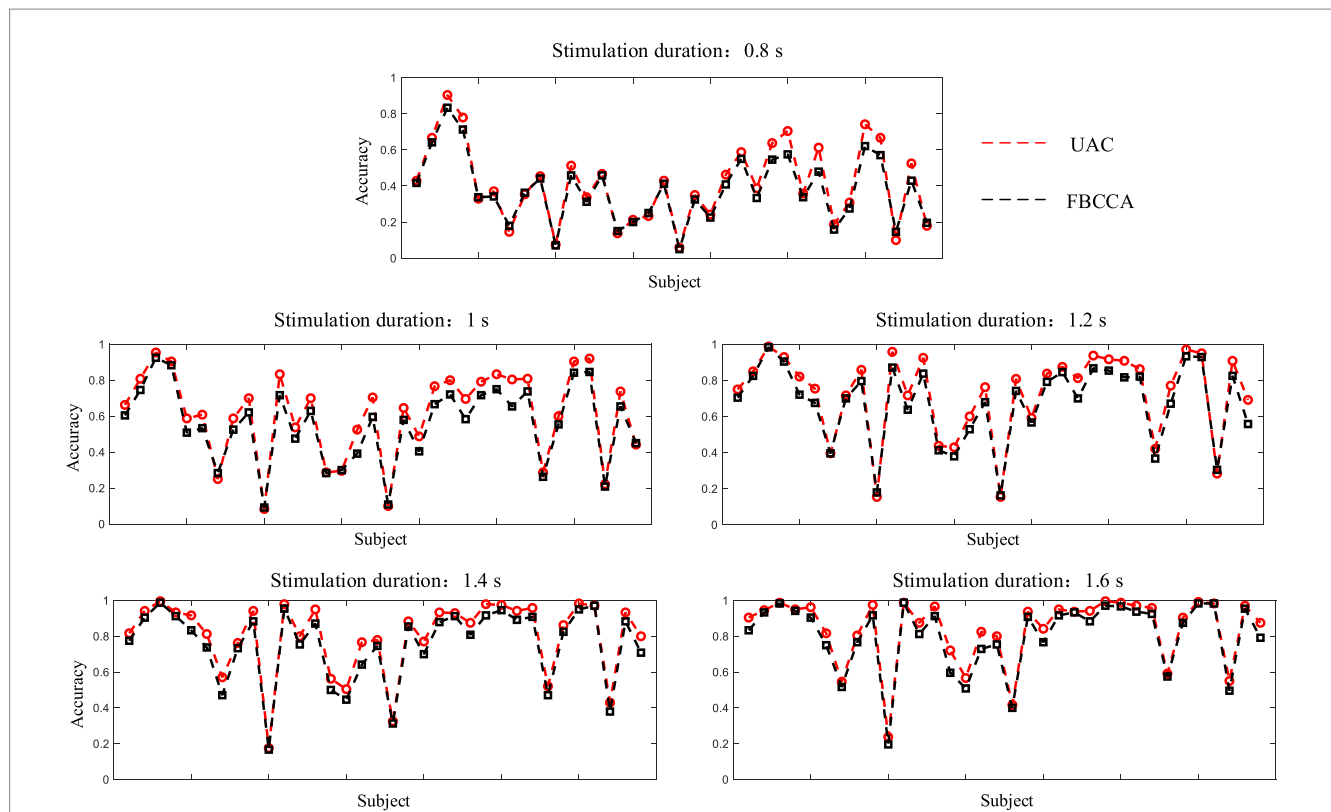 Stimulation duration：0.8 s
1
0.8
0.6
0.4
0.2
0
Accuracy
Subject
UAC
FBCCA
Stimulation duration：1 s
1
0.8
0.6
0.4
0.2
0
Accuracy
Subject
Stimulation duration：1.2 s
1
0.8
0.6
0.4
0.2
0
Subject
Stimulation duration：1.4 s
1
0.8
0.6
0.4
0.2
0
Accuracy
Subject
Stimulation duration：1.6 s
1
0.8
0.6
0.4
0.2
0
Subject